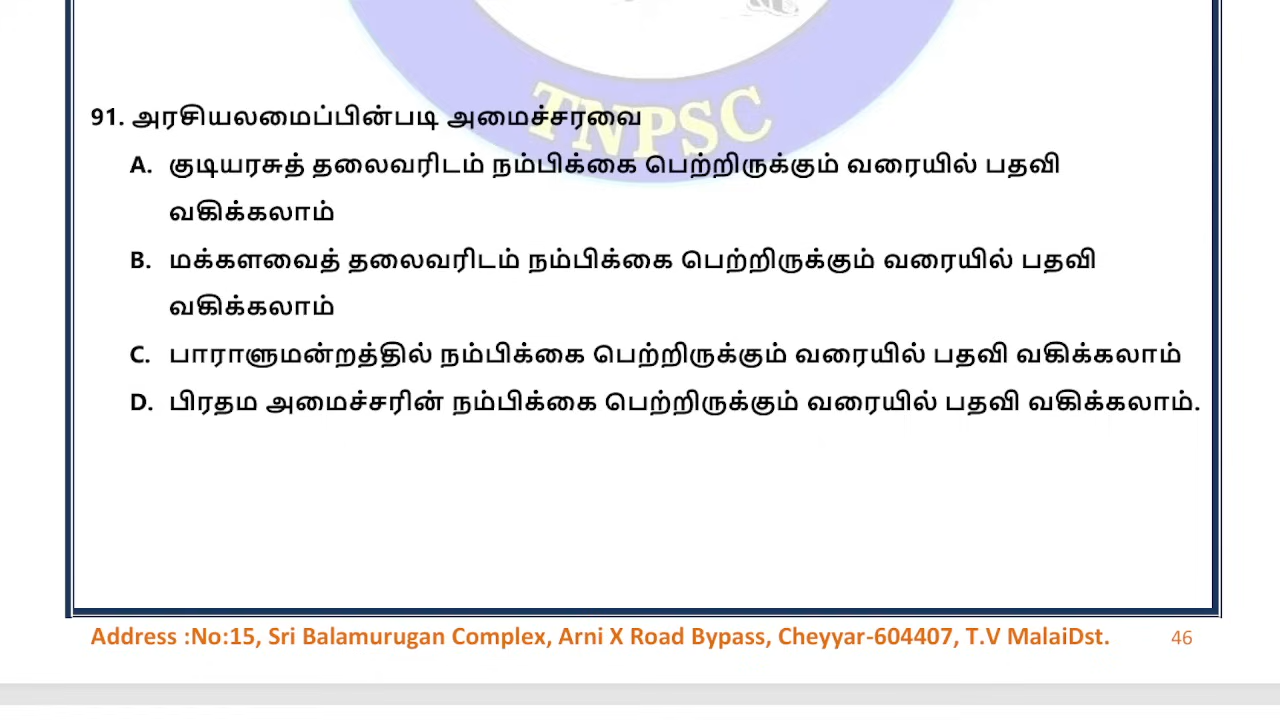 TNPSC
91. அரசியலமைப்பின்படி அமைச்சரவை
A. குடியரசுத் தலைவரிடம் நம்பிக்கை பெற்றிருக்கும் வரையில் பதவி
வகிக்கலாம்
B. மக்களவைத் தலைவரிடம் நம்பிக்கை பெற்றிருக்கும் வரையில் பதவி
வகிக்கலாம்
C. பாராளுமன்றத்தில் நம்பிக்கை பெற்றிருக்கும் வரையில் பதவி வகிக்கலாம்
D. பிரதம அமைச்சரின் நம்பிக்கை பெற்றிருக்கும் வரையில் பதவி வகிக்கலாம்.
Address :No:15, Sri Balamurugan Complex, Arni X Road Bypass, Cheyyar-604407, T.V MalaiDst. 46